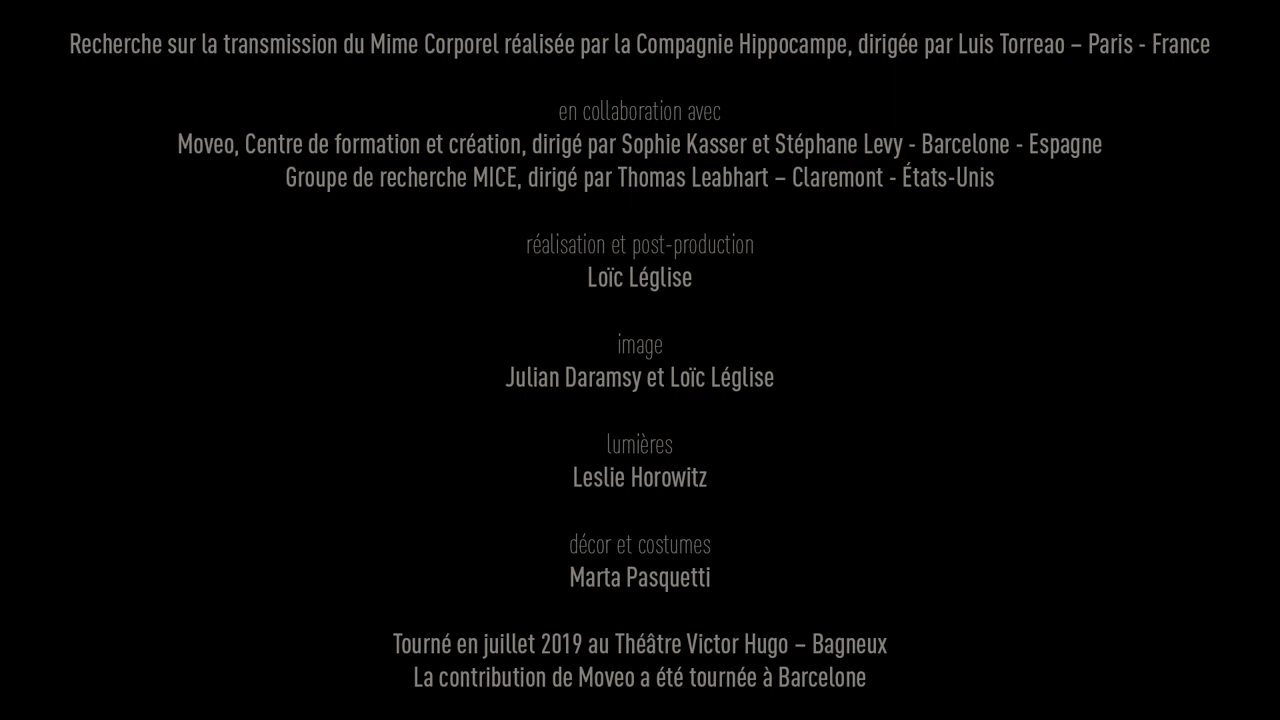 Recherche sur la transmission du Mime Corporel réalisée par la Compagnie Hippocampe, dirigée par Luis Torreao – Paris - France
en collaboration avec
Moveo, Centre de formation et création, dirigé par Sophie Kasser et Stéphane Levy - Barcelone - Espagne
Groupe de recherche MICE, dirigé par Thomas Leabhart – Claremont - États-Unis
réalisation et post-production
Loïc Léglise
image
Julian Daramsy et Loïc Léglise
lumières
Leslie Horowitz
décor et costumes
Marta Pasquetti
Tourné en juillet 2019 au Théâtre Victor Hugo – Bagneux
La contribution de Moveo a été tournée à Barcelone